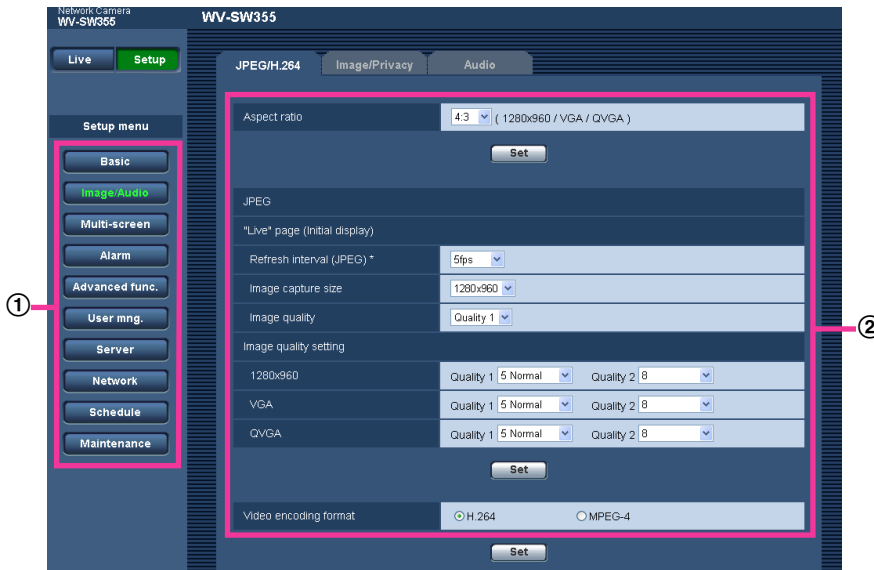 Network Camera
WV-SW355
WV-SW355
Live Setup
JPEG/H.264 Image/Privacy Audio
Setup menu
Basic
Image/Audio
Multi-screen
Alarm
Advanced func.
User mng.
Server
Network
Schedule
Maintenance
①
Aspect ratio 4:3 ( 1280x960 / VGA / QVGA )
Set
JPEG
"Live" page (Initial display)
Refresh interval (JPEG) * 5fps
Image capture size 1280x960
Image quality Quality 1
Image quality setting
1280x960 Quality 1 5 Normal Quality 2 8
VGA Quality 1 5 Normal Quality 2 8
QVGA Quality 1 5 Normal Quality 2 8
Set
Video encoding format H.264 MPEG-4
Set
②